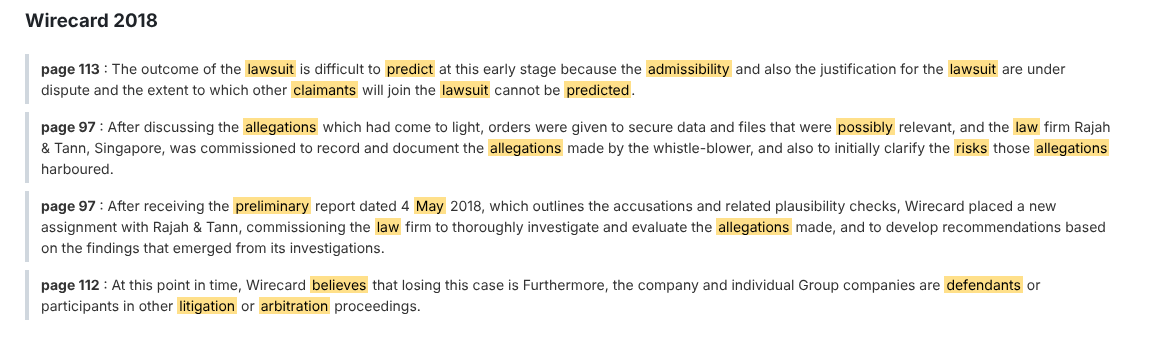 Wirecard 2018
page 113 : The outcome of the lawsuit is difficult to predict at this early stage because the admissibility and also the justification for the lawsuit are under
dispute and the extent to which other claimants will join the lawsuit cannot be predicted.
page 97 : After discussing the allegations which had come to light, orders were given to secure data and files that were possibly relevant, and the law firm Rajah
& Tann, Singapore, was commissioned to record and document the allegations made by the whistle-blower, and also to initially clarify the risks those allegations
harboured.
page 97 : After receiving the preliminary report dated 4 May 2018, which outlines the accusations and related plausibility checks, Wirecard placed a new
assignment with Rajah & Tann, commissioning the law firm to thoroughly investigate and evaluate the allegations made, and to develop recommendations based
on the findings that emerged from its investigations.
page 112 : At this point in time, Wirecard believes that losing this case is Furthermore, the company and individual Group companies are defendants or
participants in other litigation or arbitration proceedings.